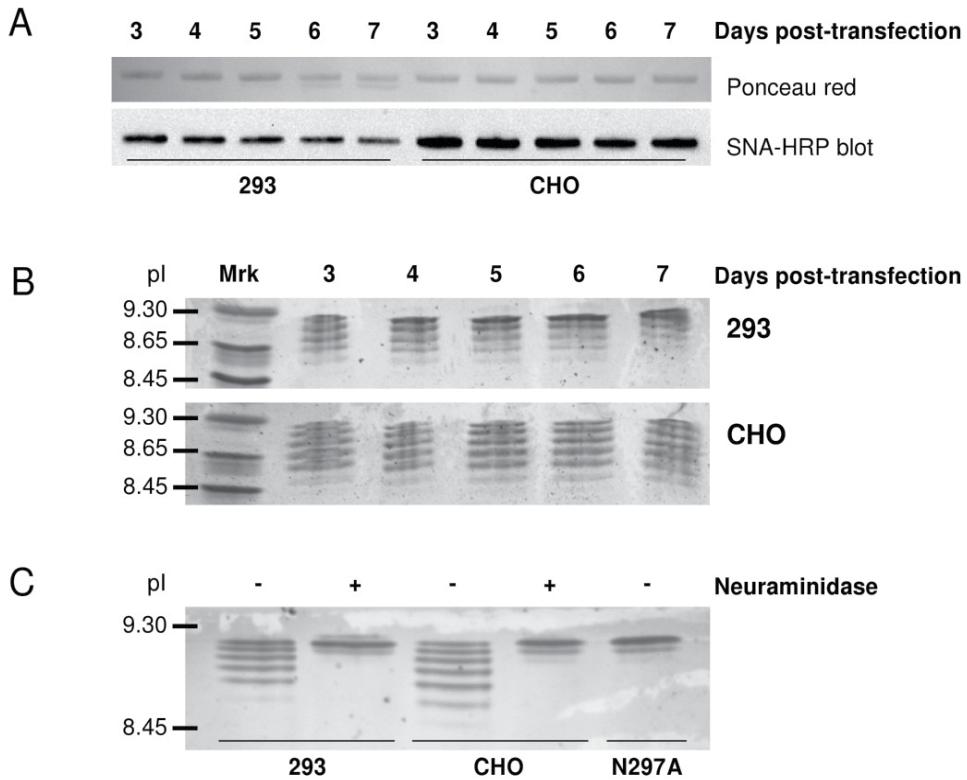 A
3 4 5 6 7 3 4 5 6 7 Days post-transfection
Ponceau red
SNA-HRP blot
293 CHO
B
pI Mrk 3 4 5 6 7 Days post-transfection
9.30
8.65
8.45
293
9.30
8.65
8.45
CHO
C
pI - + - + - Neuraminidase
9.30
8.45
293 CHO N297A